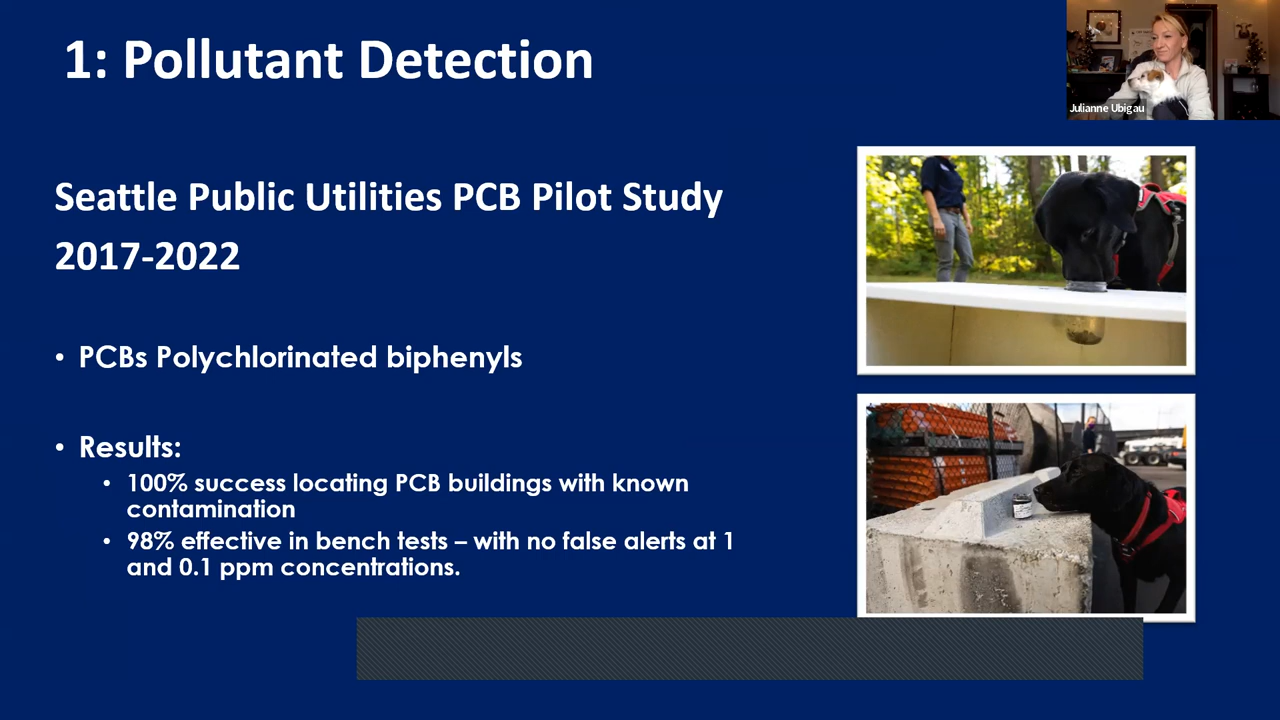 1: Pollutant Detection
Julianne Ubigau
Seattle Public Utilities PCB Pilot Study
2017-2022
• PCBs Polychlorinated biphenyls
• Results:
• 100% success locating PCB buildings with known
contamination
• 98% effective in bench tests – with no false alerts at 1
and 0.1 ppm concentrations.